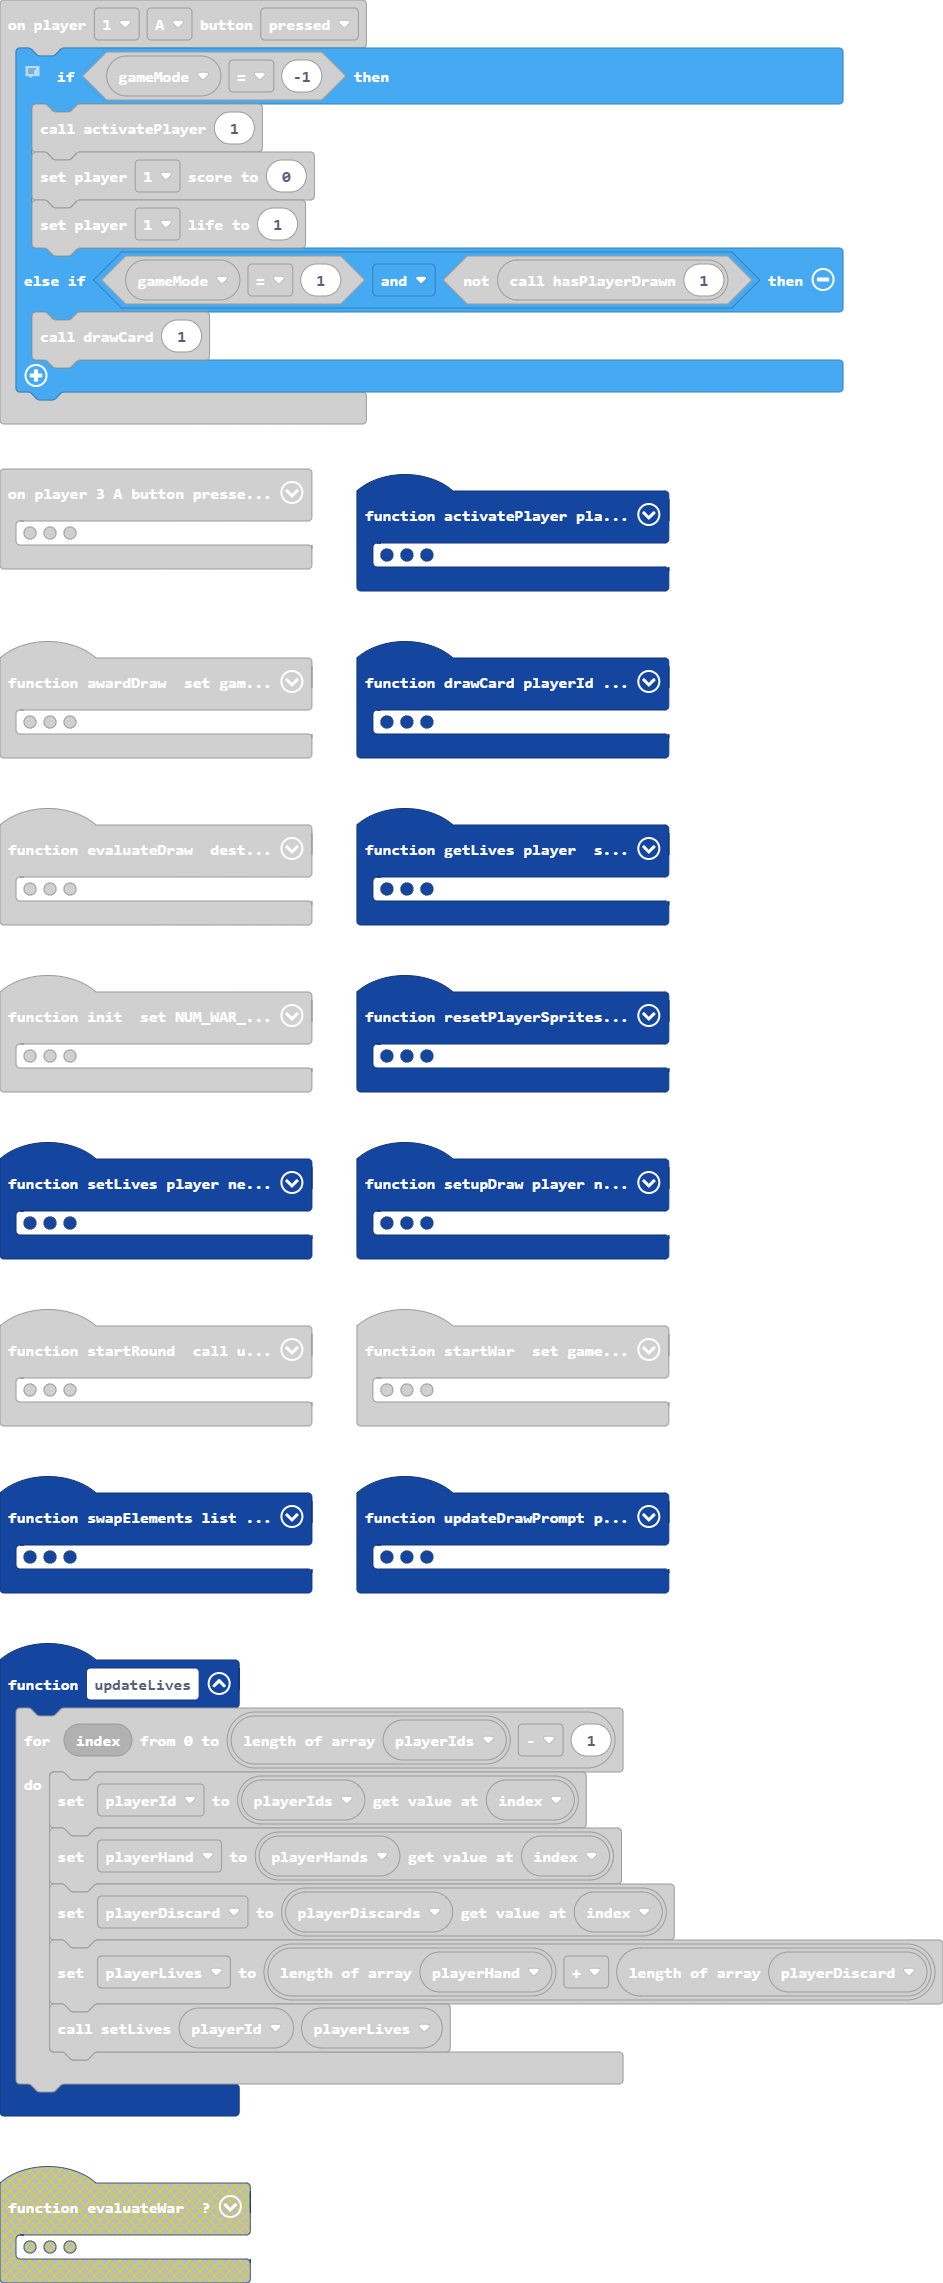 on player 1 A button pressed
if gameMode = -1 then
call activatePlayer 1
set player 1 score to 0
set player 1 life to 1
else if gameMode = 1 and not call hasPlayerDrawn 1 then
call drawCard 1
on player 3 A button presse...
function activatePlayer pla...
function awardDraw set gam...
function drawCard playerId ...
function evaluateDraw dest...
function getLives player s...
function init set NUM_WAR_...
function resetPlayerSprites...
function setLives player ne...
function setupDraw player n...
function startRound call u...
function startWar set game...
function swapElements list ...
function updateDrawPrompt p...
function updateLives
for index from 0 to length of array playerIds - 1
do
set playerId to playerIds get value at index
set playerHand to playerHands get value at index
set playerDiscard to playerDiscards get value at index
set playerLives to length of array playerHand + length of array playerDiscard
call setLives playerId playerLives
function evaluateWar ?